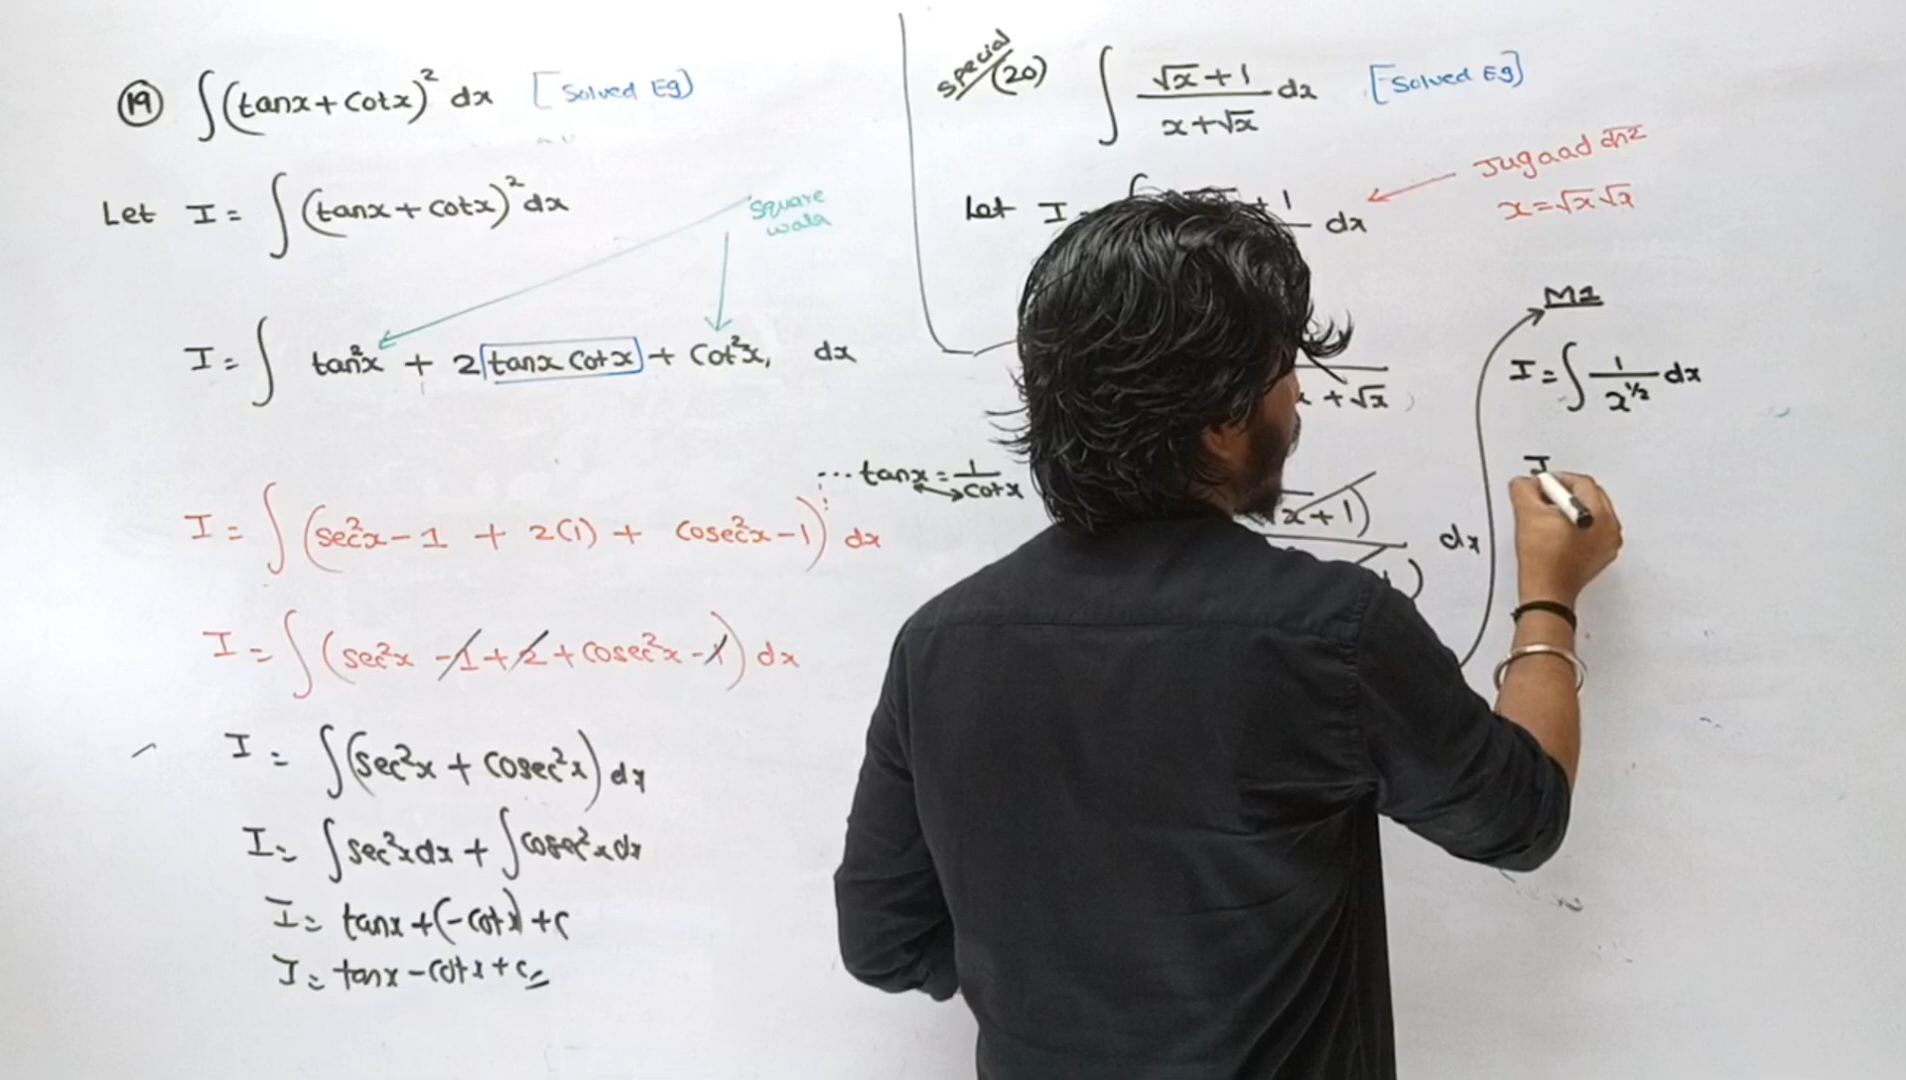 (19) ∫(tanx+cotx)² dx [Solved Eg]
Let I = ∫(tanx+cotx)² dx
Square
wala
I = ∫ tan²x + 2 tanx cotx + cot²x, dx
... tanx = 1/cotx
I = ∫(sec²x - 1 + 2(1) + cosec²x - 1) dx
I = ∫(sec²x - 1 + 2 + cosec²x - 1) dx
I = ∫(sec²x + cosec²x) dx
I = ∫sec²x dx + ∫cosec²x dx
I = tanx + (-cotx) + c
I = tanx - cotx + c
special (20) ∫ (√x+1)/(x+√x) dx [Solved Eg]
Jugaad
x = √x √x
Let I + 1 dx
+ √x
x+1)
) dx
M1
I = ∫ 1/x^½ dx
I